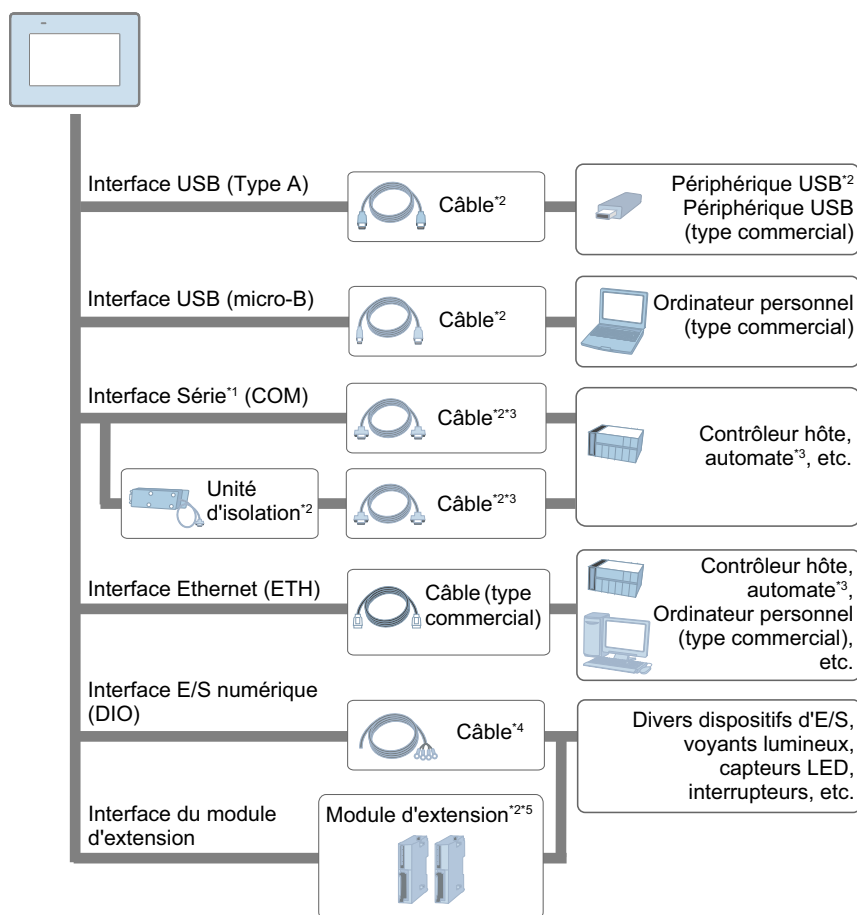 Interface USB (Type A)
Câble*2
Périphérique USB*2
Périphérique USB
(type commercial)
Interface USB (micro-B)
Câble*2
Ordinateur personnel
(type commercial)
Interface Série*1 (COM)
Câble*2*3
Contrôleur hôte,
automate*3, etc.
Unité
d'isolation*2
Câble*2*3
Interface Ethernet (ETH)
Câble (type
commercial)
Contrôleur hôte,
automate*3,
Ordinateur personnel
(type commercial),
etc.
Interface E/S numérique
(DIO)
Câble*4
Divers dispositifs d'E/S,
voyants lumineux,
capteurs LED,
interrupteurs, etc.
Interface du module
d'extension
Module d'extension*2*5